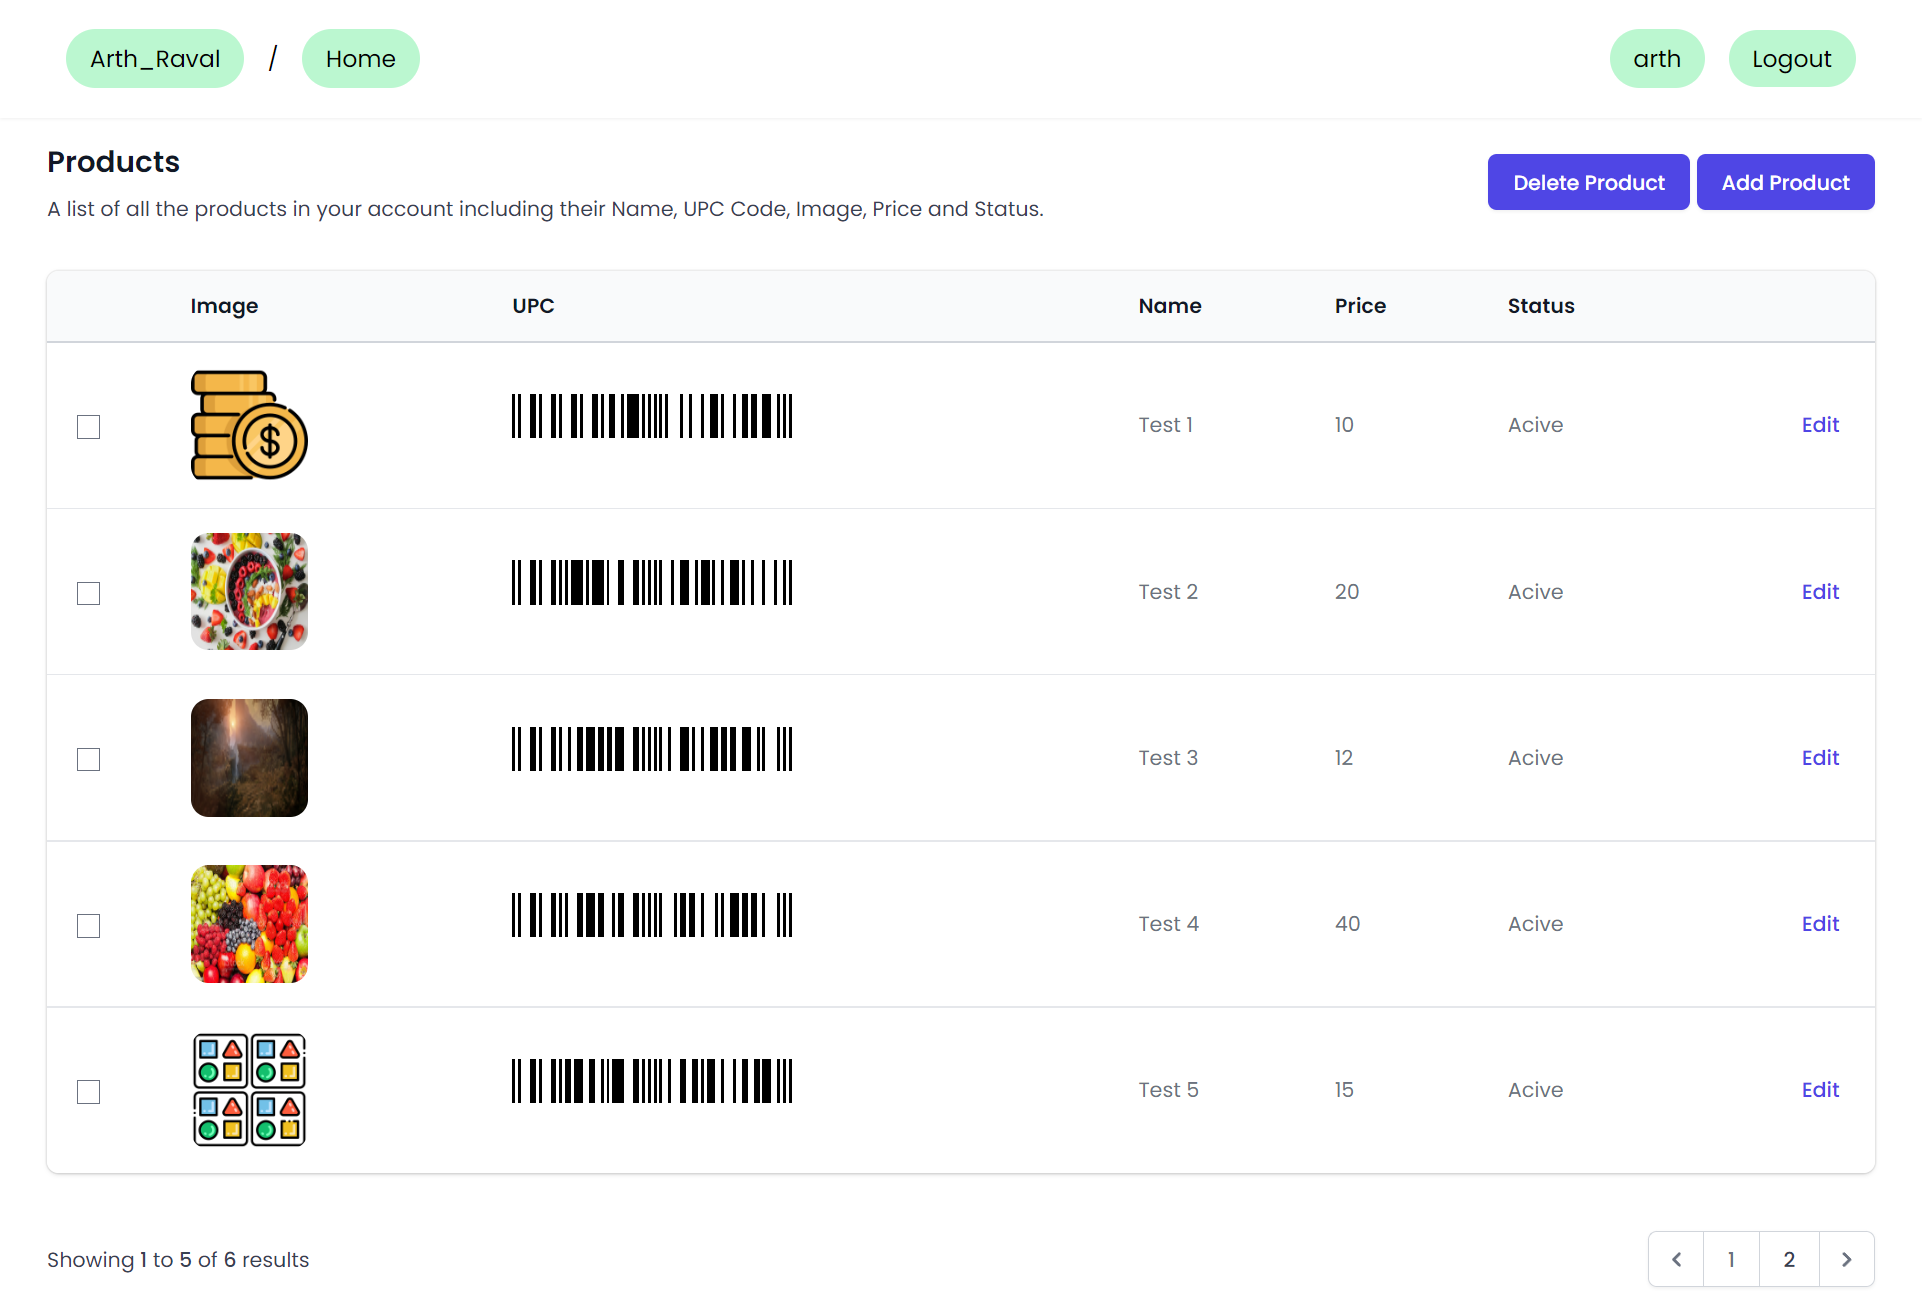 Arth_Raval / Home arth Logout
Products
Delete Product Add Product
A list of all the products in your account including their Name, UPC Code, Image, Price and Status.
Image UPC Name Price Status
$ Test 1 10 Acive Edit
Test 2 20 Acive Edit
Test 3 12 Acive Edit
Test 4 40 Acive Edit
Test 5 15 Acive Edit
Showing 1 to 5 of 6 results
1 2